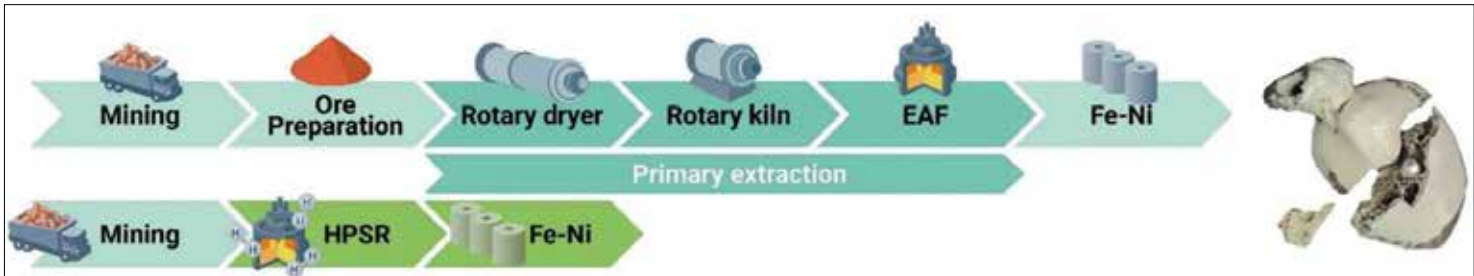 Mining
Ore
Preparation
Rotary dryer
Rotary kiln
EAF
Fe-Ni
Primary extraction
Mining
H
H
H
H
H
H
HPSR
Fe-Ni